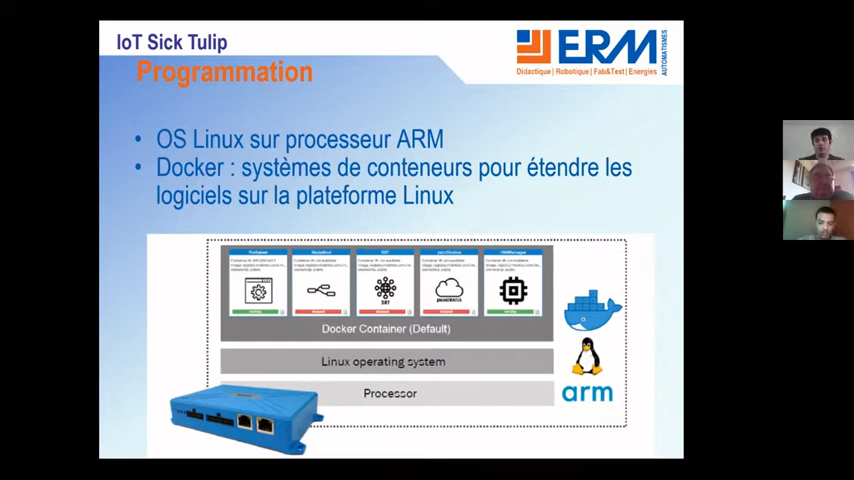 IoT Sick Tulip
Programmation
ERM
AUTOMATISMES
Didactique | Robotique | Fab&Test | Energies
• OS Linux sur processeur ARM
• Docker : systèmes de conteneurs pour étendre les
logiciels sur la plateforme Linux
Portainer
SRT
Docker Container (Default)
Linux operating system
Processor
arm